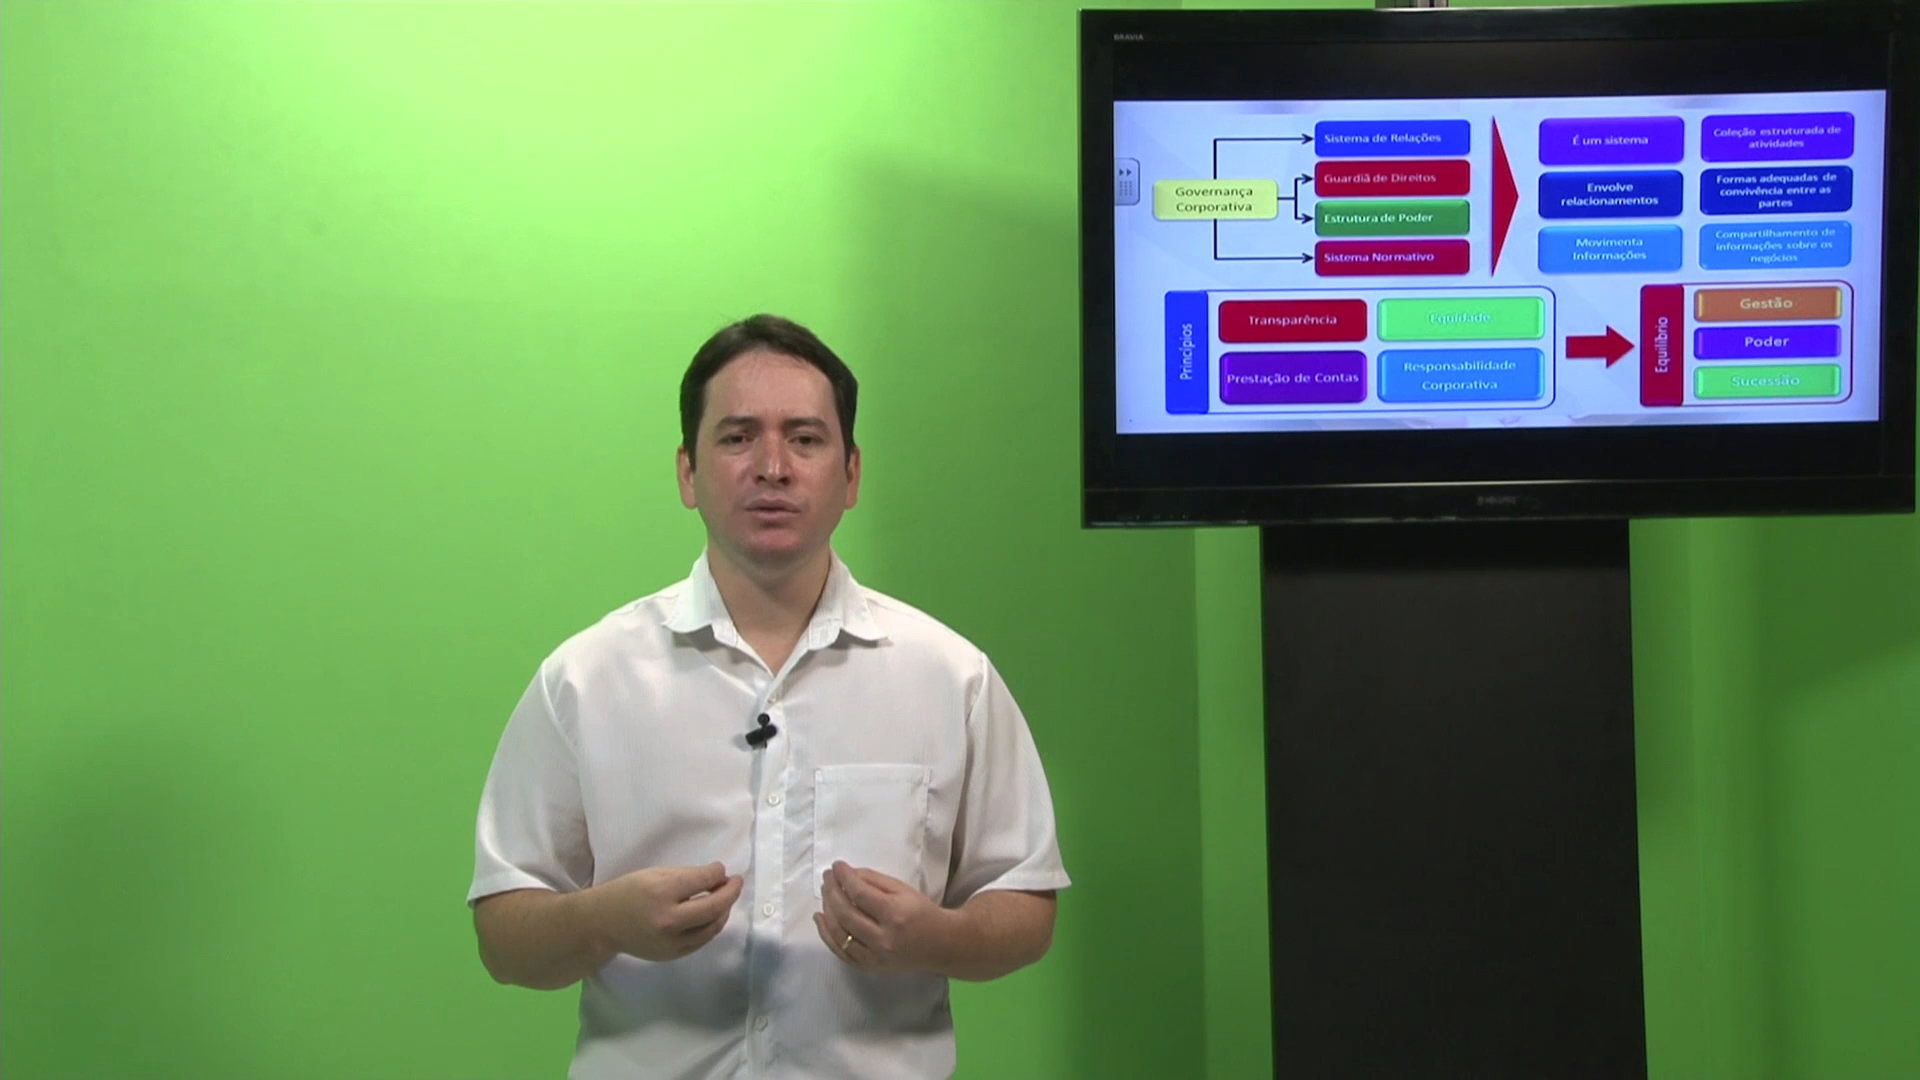 BRAVIA
Governança
Corporativa
Sistema de Relações
Guardiã de Direitos
Estrutura de Poder
Sistema Normativo
É um sistema
Coleção estruturada de
atividades
Envolve
relacionamentos
Formas adequadas de
convivência entre as
partes
Movimenta
Informações
Compartilhamento de
informações sobre os
negócios
Princípios
Transparência
Equidade
Prestação de Contas
Responsabilidade
Corporativa
Equilíbrio
Gestão
Poder
Sucessão